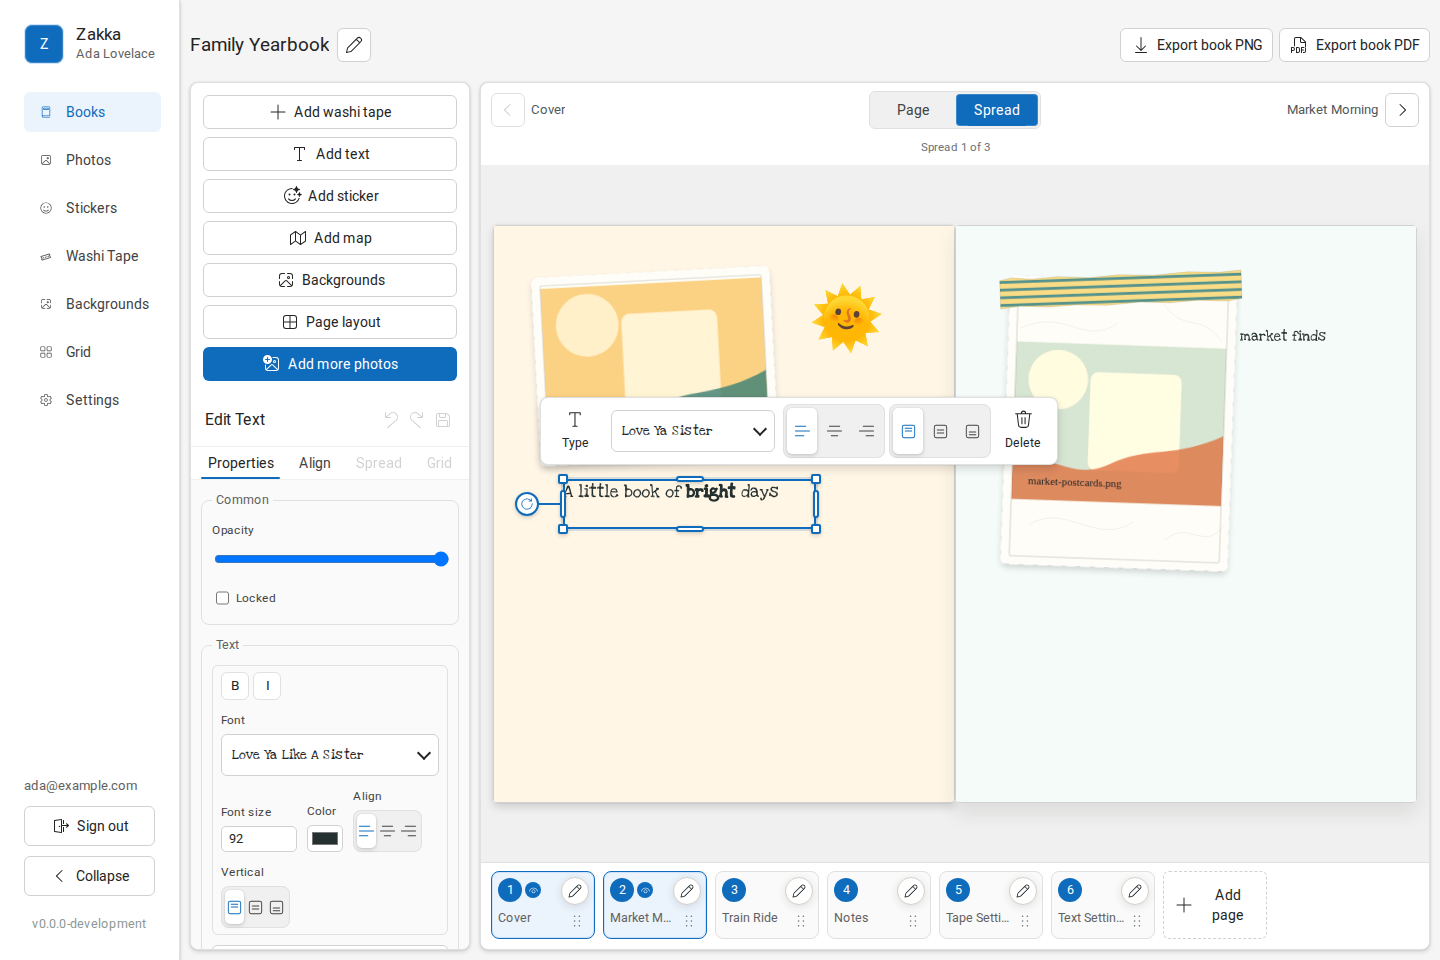 Z
Zakka
Ada Lovelace
Books
Photos
Stickers
Washi Tape
Backgrounds
Grid
Settings
ada@example.com
Sign out
Collapse
v0.0.0-development
Family Yearbook
Export book PNG
PDF
Export book PDF
Add washi tape
Add text
Add sticker
Add map
Backgrounds
Page layout
Add more photos
Edit Text
Properties
Align
Spread
Grid
Common
Opacity
Locked
Text
B
I
Font
Love Ya Like A Sister
Font size
Color
Align
92
Vertical
Cover
Page
Spread
Market Morning
Spread 1 of 3
Type
Love Ya Sister
Delete
A little book of bright days
market finds
market-postcards.png
1
Cover
2
Market M...
3
Train Ride
4
Notes
5
Tape Setti...
6
Text Settin...
Add
page